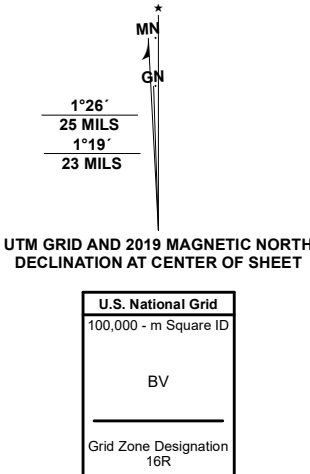 ★
MN
GN
1°26´
25 MILS
1°19´
23 MILS
UTM GRID AND 2019 MAGNETIC NORTH
DECLINATION AT CENTER OF SHEET
U.S. National Grid
100,000 - m Square ID
BV
Grid Zone Designation
16R